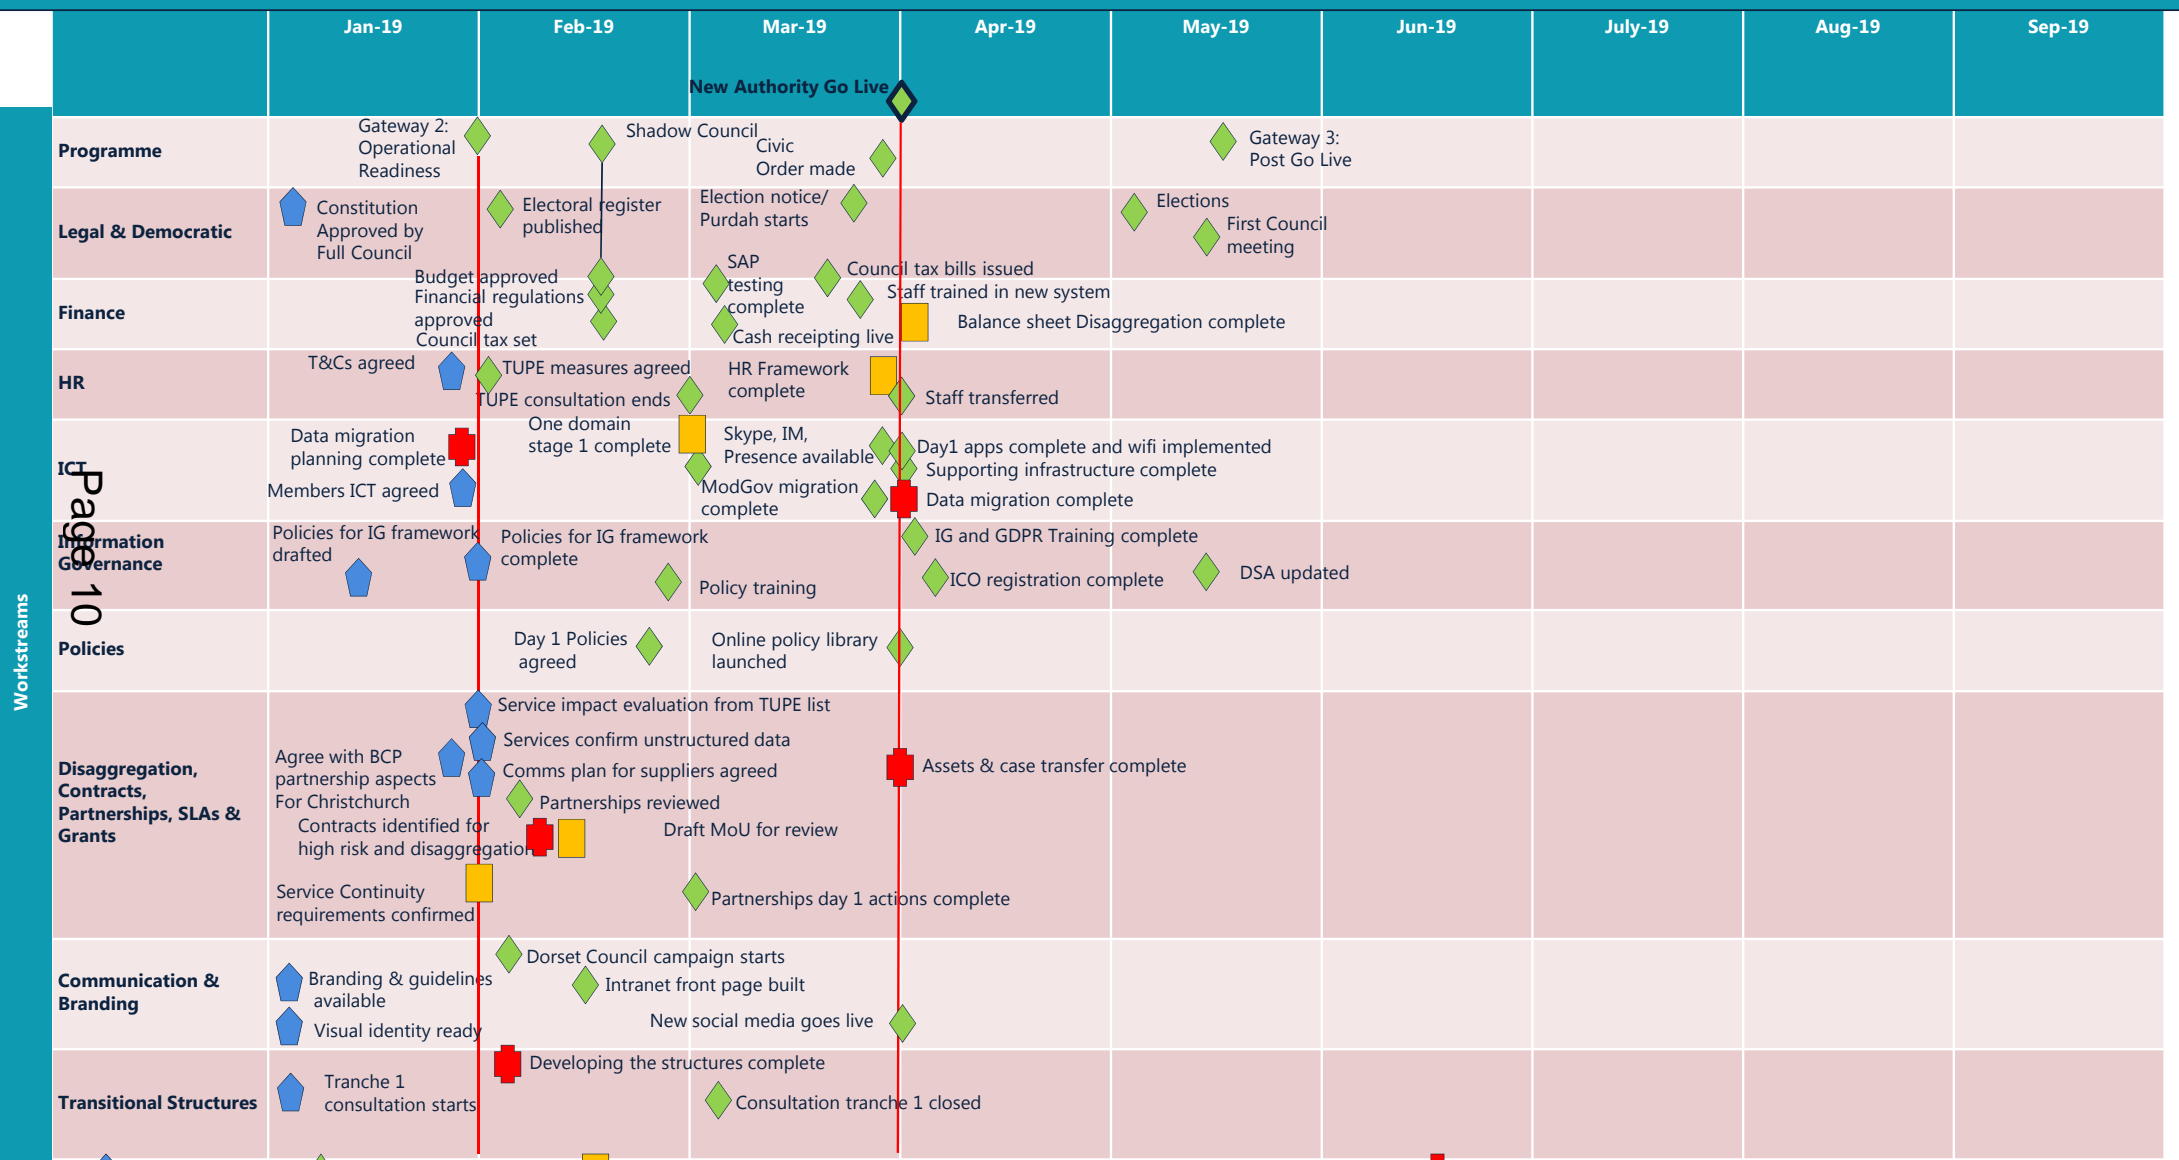 Jan-19
Feb-19
Mar-19
Apr-19
May-19
Jun-19
July-19
Aug-19
Sep-19
New Authority Go Live
Workstreams
Page 10
Programme
Gateway 2:
Operational
Readiness
Shadow Council
Civic
Order made
Gateway 3:
Post Go Live
Legal & Democratic
Constitution
Approved by
Full Council
Electoral register
published
Election notice/
Purdah starts
Elections
First Council
meeting
Finance
Budget approved
Financial regulations
approved
Council tax set
SAP
testing
complete
Cash receipting live
Council tax bills issued
Staff trained in new system
Balance sheet Disaggregation complete
HR
T&Cs agreed
TUPE measures agreed
TUPE consultation ends
HR Framework
complete
Staff transferred
ICT
Data migration
planning complete
Members ICT agreed
One domain
stage 1 complete
Skype, IM,
Presence available
ModGov migration
complete
Day1 apps complete and wifi implemented
Supporting infrastructure complete
Data migration complete
Information
Governance
Policies for IG framework
drafted
Policies for IG framework
complete
Policy training
IG and GDPR Training complete
ICO registration complete
DSA updated
Policies
Day 1 Policies
agreed
Online policy library
launched
Disaggregation,
Contracts,
Partnerships, SLAs &
Grants
Service impact evaluation from TUPE list
Services confirm unstructured data
Agree with BCP
partnership aspects
For Christchurch
Comms plan for suppliers agreed
Partnerships reviewed
Contracts identified for
high risk and disaggregation
Draft MoU for review
Service Continuity
requirements confirmed
Partnerships day 1 actions complete
Assets & case transfer complete
Communication &
Branding
Dorset Council campaign starts
Branding & guidelines
available
Intranet front page built
Visual identity ready
New social media goes live
Transitional Structures
Developing the structures complete
Tranche 1
consultation starts
Consultation tranche 1 closed